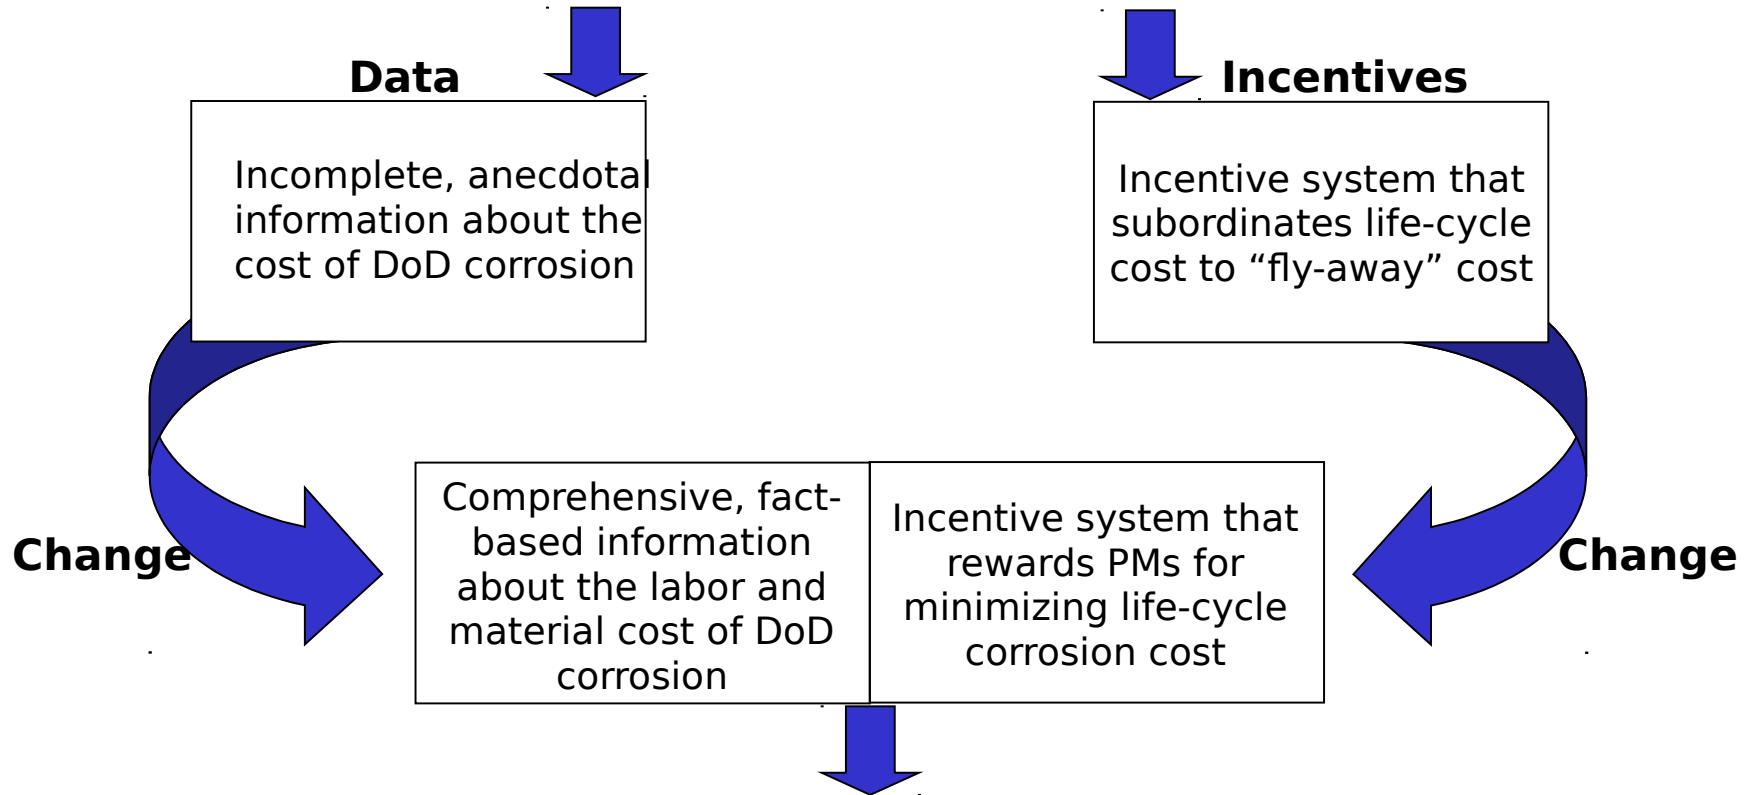 Data
Incomplete, anecdotal
information about the
cost of DoD corrosion
Incentives
Incentive system that
subordinates life-cycle
cost to “fly-away” cost
Change
Comprehensive, fact-
based information
about the labor and
material cost of DoD
corrosion
Incentive system that
rewards PMs for
minimizing life-cycle
corrosion cost
Change